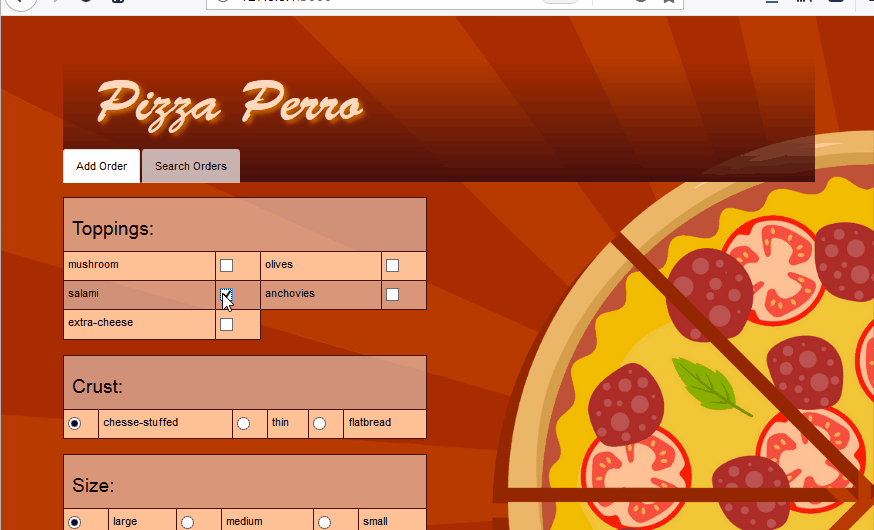 Pizza Perro
Add Order
Search Orders
Toppings:
mushroom olives
salami anchovies
extra-cheese
Crust:
chesse-stuffed thin flatbread
Size:
large medium small